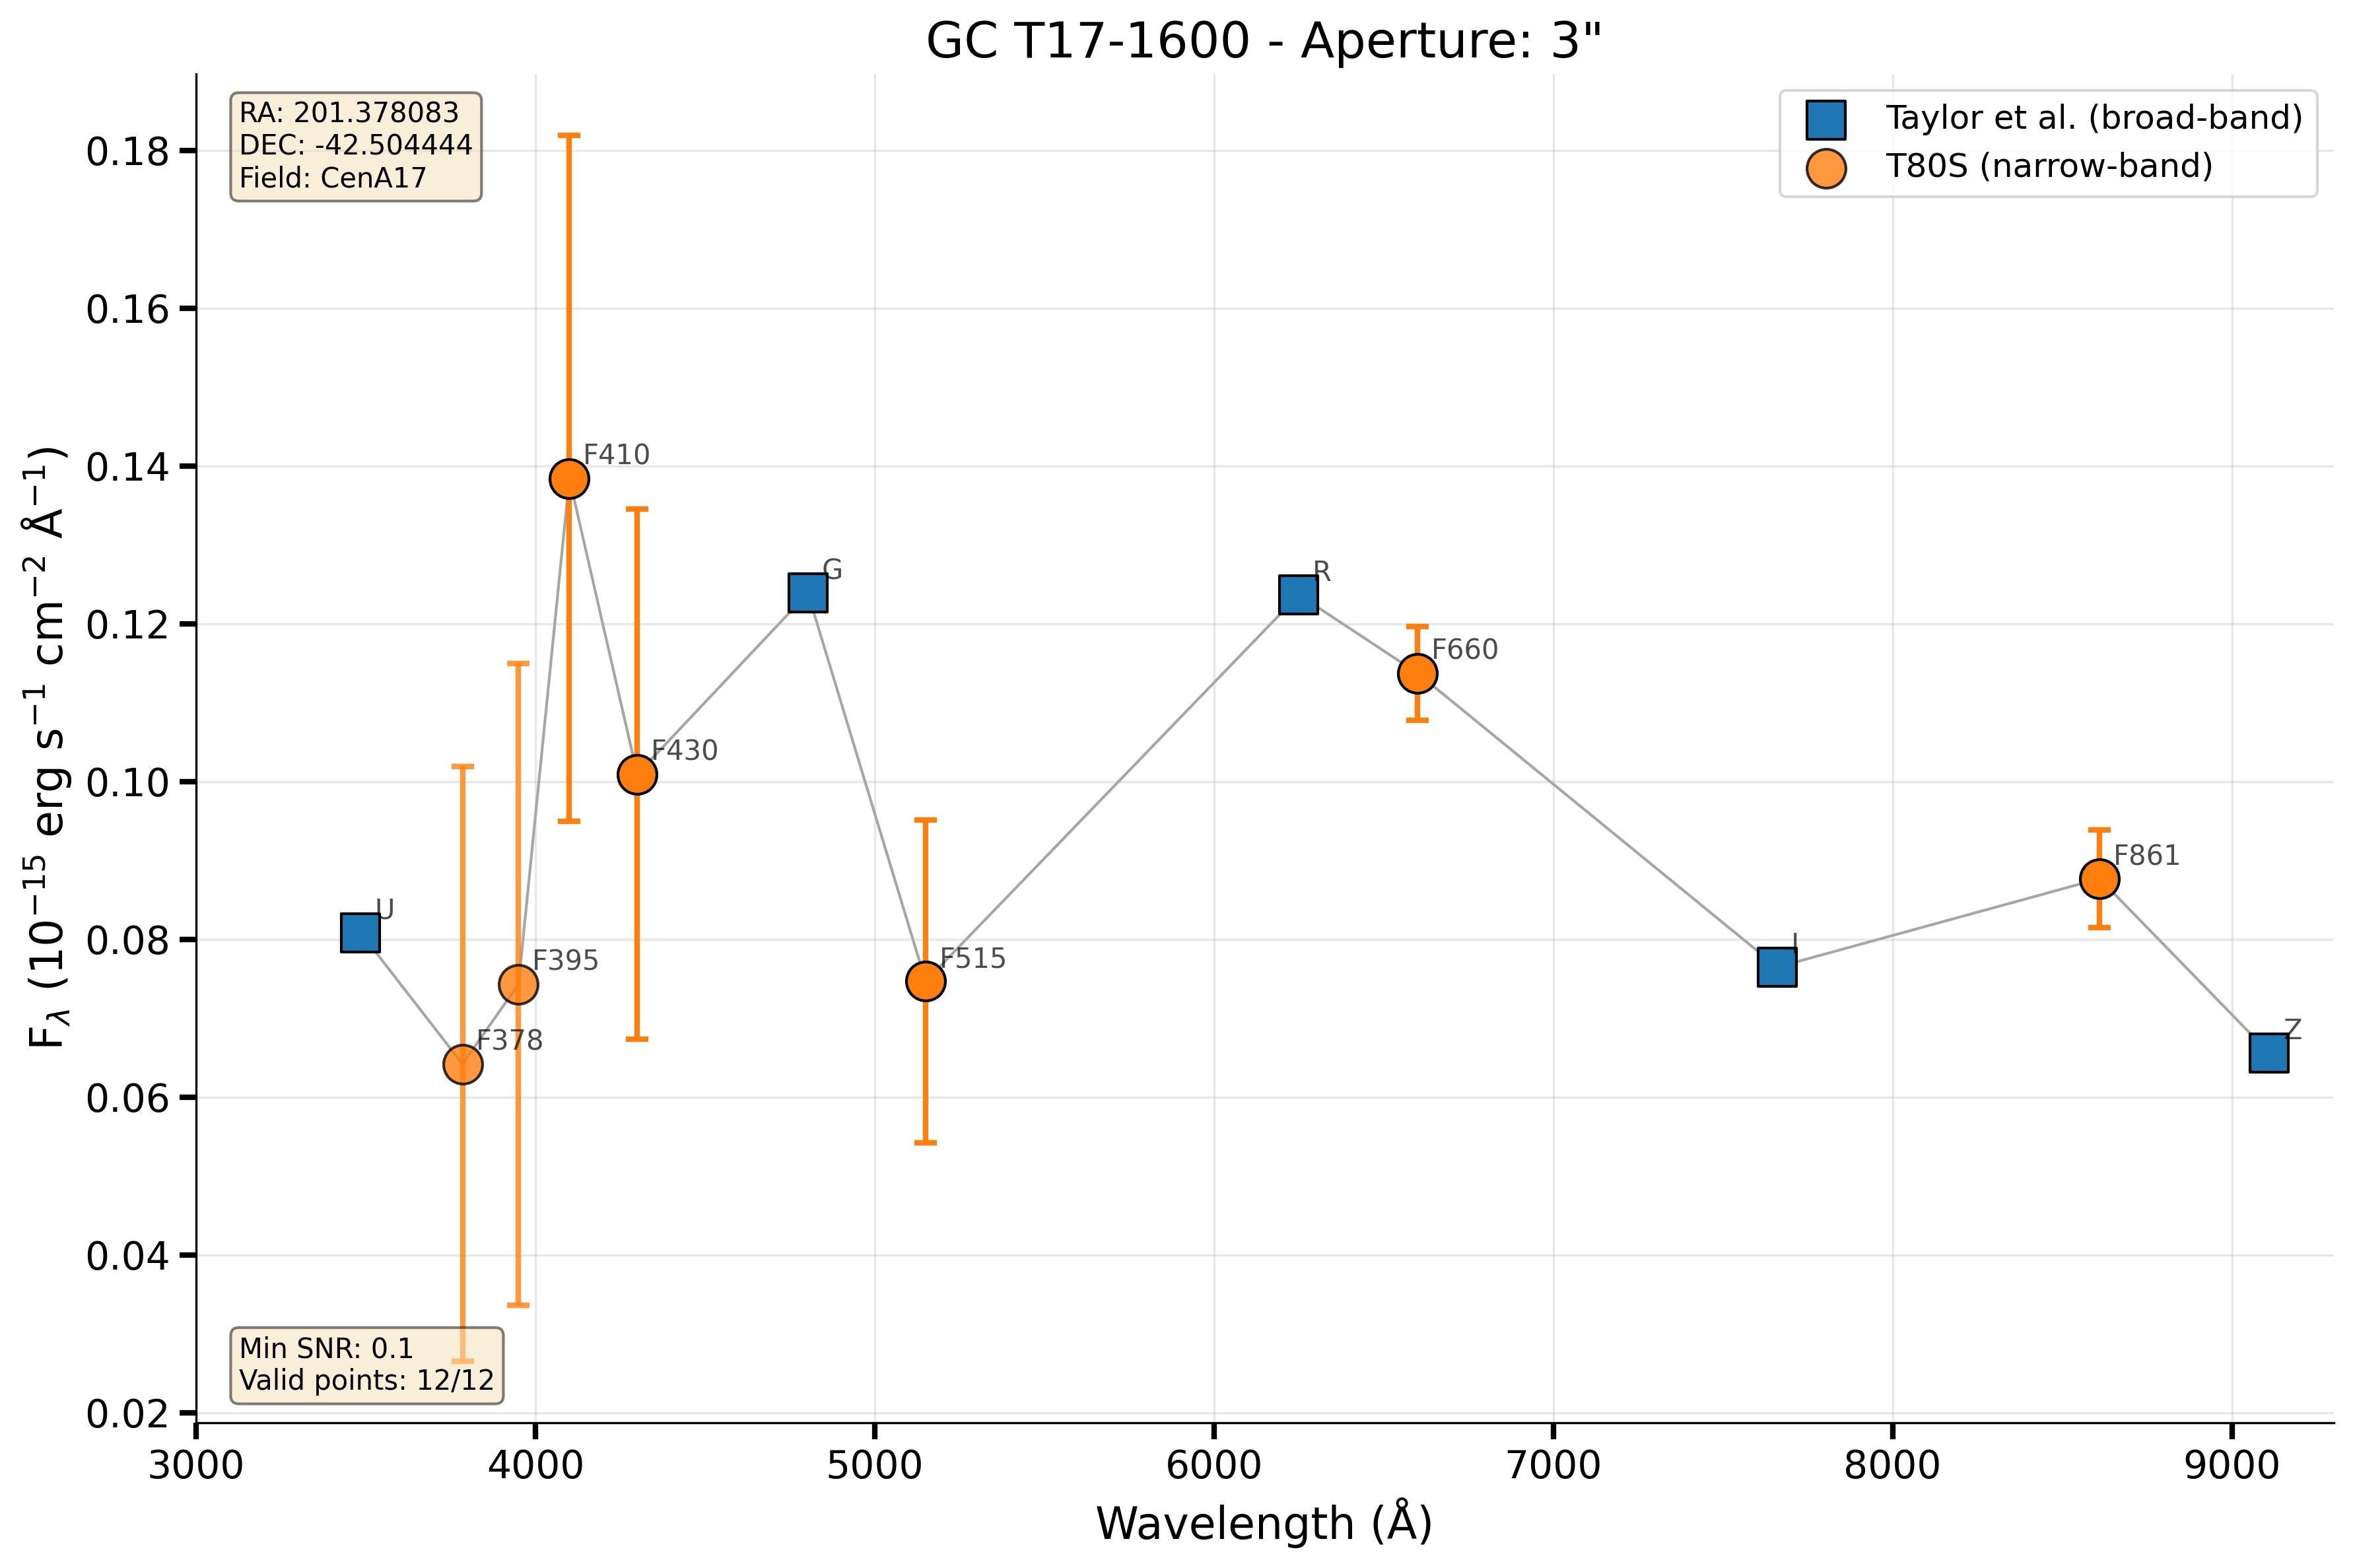 GC T17-1600 - Aperture: 3"
RA: 201.378083
DEC: -42.504444
Field: CenA17
Taylor et al. (broad-band)
T80S (narrow-band)
F_λ (10⁻¹⁵ erg s⁻¹ cm⁻² Å⁻¹)
0.18
0.16
0.14
0.12
0.10
0.08
0.06
0.04
0.02
U
F378
F395
F410
F430
G
F515
R
F660
I
F861
Z
Min SNR: 0.1
Valid points: 12/12
3000 4000 5000 6000 7000 8000 9000
Wavelength (Å)